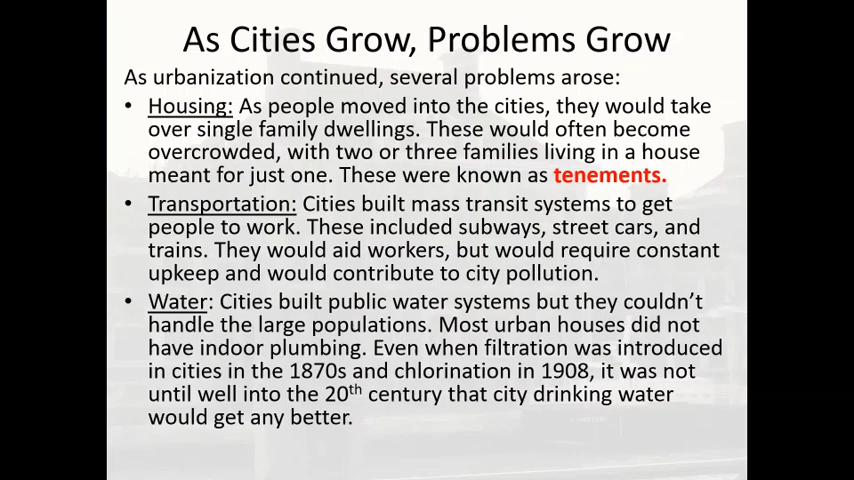 As Cities Grow, Problems Grow
As urbanization continued, several problems arose:
• Housing: As people moved into the cities, they would take
over single family dwellings. These would often become
overcrowded, with two or three families living in a house
meant for just one. These were known as tenements.
• Transportation: Cities built mass transit systems to get
people to work. These included subways, street cars, and
trains. They would aid workers, but would require constant
upkeep and would contribute to city pollution.
• Water: Cities built public water systems but they couldn’t
handle the large populations. Most urban houses did not
have indoor plumbing. Even when filtration was introduced
in cities in the 1870s and chlorination in 1908, it was not
until well into the 20th century that city drinking water
would get any better.